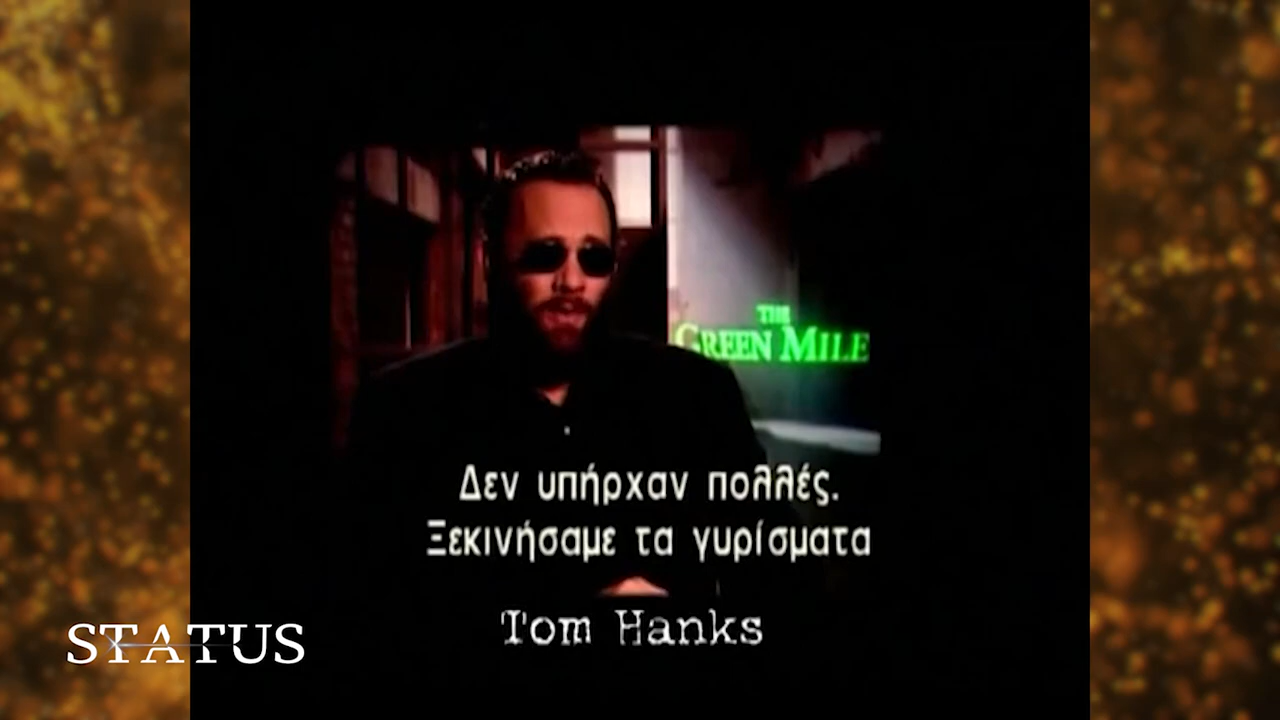 THE
GREEN MILE
Δεν υπήρχαν πολλές.
Ξεκινήσαμε τα γυρίσματα
Tom Hanks
STATUS